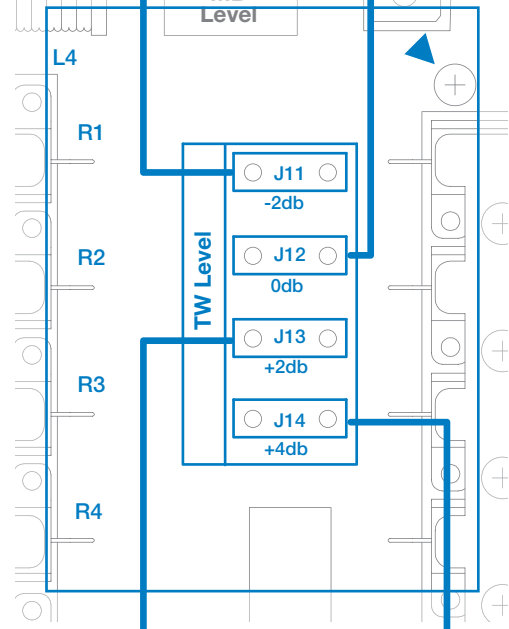 Level
L4
R1
J11
-2db
R2
J12
0db
TW Level
J13
+2db
R3
J14
+4db
R4